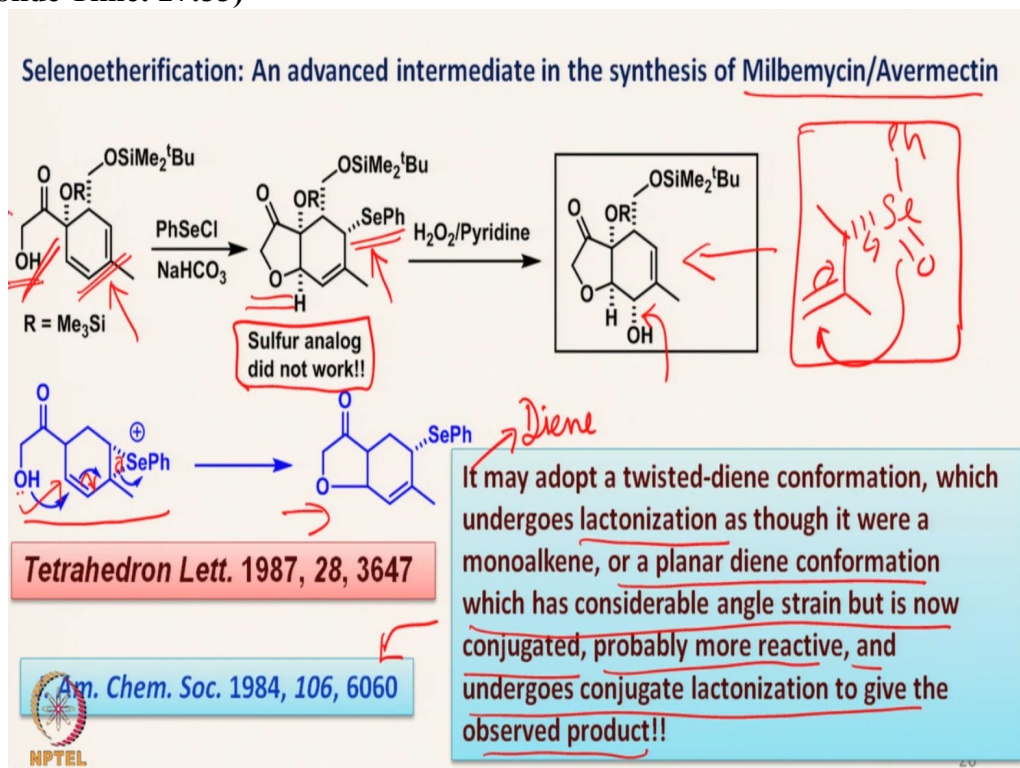 Selenoetherification: An advanced intermediate in the synthesis of Milbemycin/Avermectin
OSiMe₂ᵗBu
O
OR
OH
R = Me₃Si
PhSeCl
NaHCO₃
OSiMe₂ᵗBu
O
OR
SePh
O
H
Sulfur analog
did not work!!
H₂O₂/Pyridine
OSiMe₂ᵗBu
O
OR
O
H
OH
Ph
Se
O
O
OH
⊕
SePh
O
SePh
O
Diene
It may adopt a twisted-diene conformation, which
undergoes lactonization as though it were a
monoalkene, or a planar diene conformation
which has considerable angle strain but is now
conjugated, probably more reactive, and
undergoes conjugate lactonization to give the
observed product!!
Tetrahedron Lett. 1987, 28, 3647
Am. Chem. Soc. 1984, 106, 6060
NPTEL